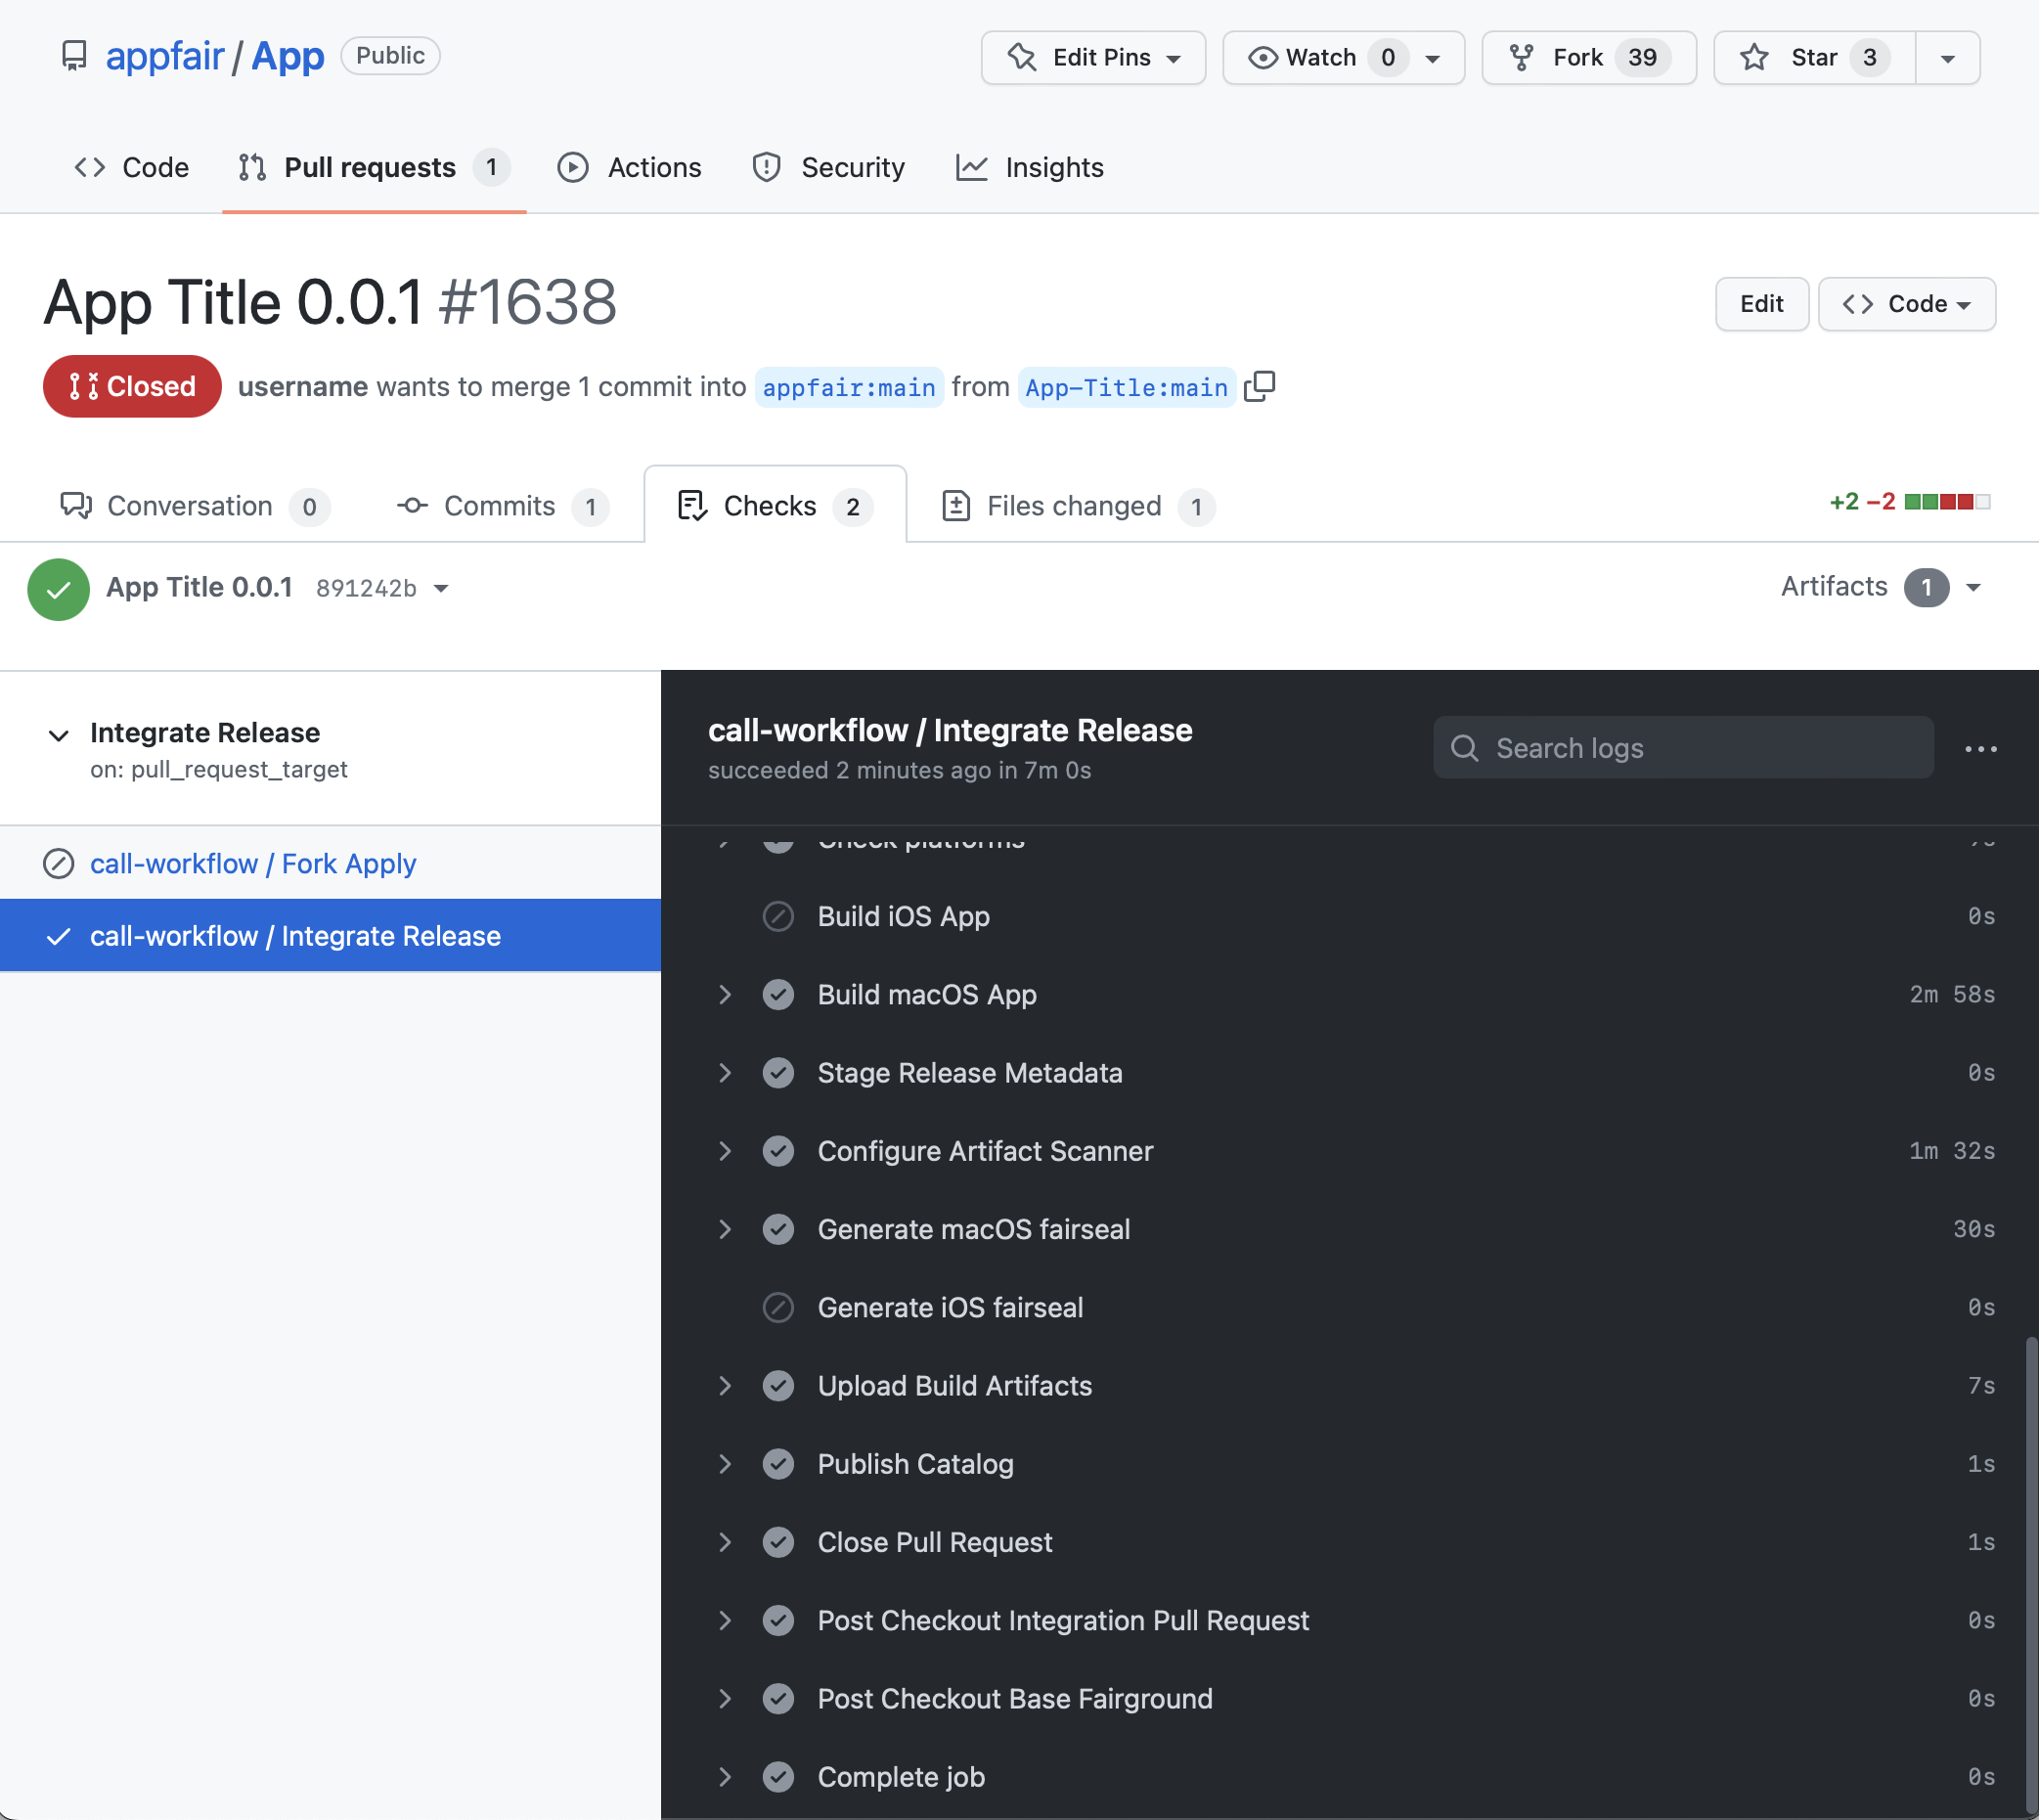 appfair / App Public Edit Pins Watch 0 Fork 39 Star 3
Code Pull requests 1 Actions Security Insights
App Title 0.0.1 #1638 Edit Code
Closed username wants to merge 1 commit into appfair:main from App-Title:main
Conversation 0 Commits 1 Checks 2 Files changed 1 +2 −2
App Title 0.0.1 891242b Artifacts 1
Integrate Release
on: pull_request_target
call-workflow / Fork Apply
call-workflow / Integrate Release
call-workflow / Integrate Release
succeeded 2 minutes ago in 7m 0s
Search logs
Check platforms
Build iOS App 0s
Build macOS App 2m 58s
Stage Release Metadata 0s
Configure Artifact Scanner 1m 32s
Generate macOS fairseal 30s
Generate iOS fairseal 0s
Upload Build Artifacts 7s
Publish Catalog 1s
Close Pull Request 1s
Post Checkout Integration Pull Request 0s
Post Checkout Base Fairground 0s
Complete job 0s